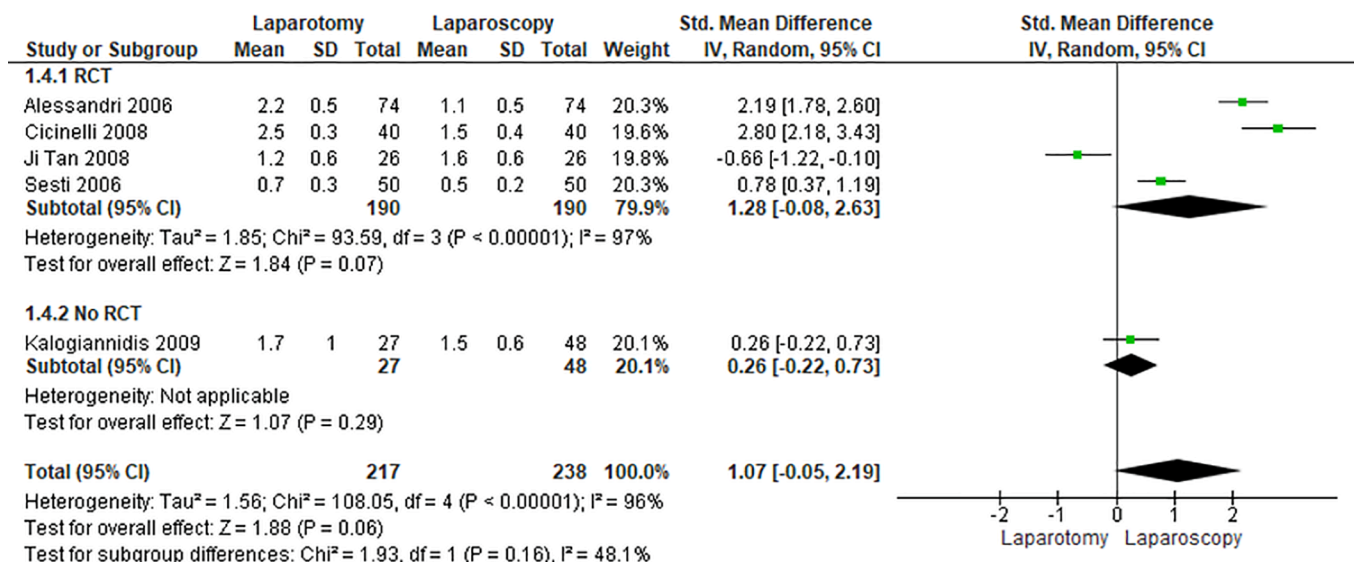 Laparotomy Laparoscopy Std. Mean Difference Std. Mean Difference
Study or Subgroup Mean SD Total Mean SD Total Weight IV, Random, 95% CI IV, Random, 95% CI
1.4.1 RCT
Alessandri 2006 2.2 0.5 74 1.1 0.5 74 20.3% 2.19 [1.78, 2.60]
Cicinelli 2008 2.5 0.3 40 1.5 0.4 40 19.6% 2.80 [2.18, 3.43]
Ji Tan 2008 1.2 0.6 26 1.6 0.6 26 19.8% -0.66 [-1.22, -0.10]
Sesti 2006 0.7 0.3 50 0.5 0.2 50 20.3% 0.78 [0.37, 1.19]
Subtotal (95% CI) 190 190 79.9% 1.28 [-0.08, 2.63]
Heterogeneity: Tau² = 1.85; Chi² = 93.59, df = 3 (P < 0.00001); I² = 97%
Test for overall effect: Z = 1.84 (P = 0.07)
1.4.2 No RCT
Kalogiannidis 2009 1.7 1 27 1.5 0.6 48 20.1% 0.26 [-0.22, 0.73]
Subtotal (95% CI) 27 48 20.1% 0.26 [-0.22, 0.73]
Heterogeneity: Not applicable
Test for overall effect: Z = 1.07 (P = 0.29)
Total (95% CI) 217 238 100.0% 1.07 [-0.05, 2.19]
Heterogeneity: Tau² = 1.56; Chi² = 108.05, df = 4 (P < 0.00001); I² = 96%
Test for overall effect: Z = 1.88 (P = 0.06)
Test for subgroup differences: Chi² = 1.93, df = 1 (P = 0.16), I² = 48.1%
-2 -1 0 1 2
Laparotomy Laparoscopy